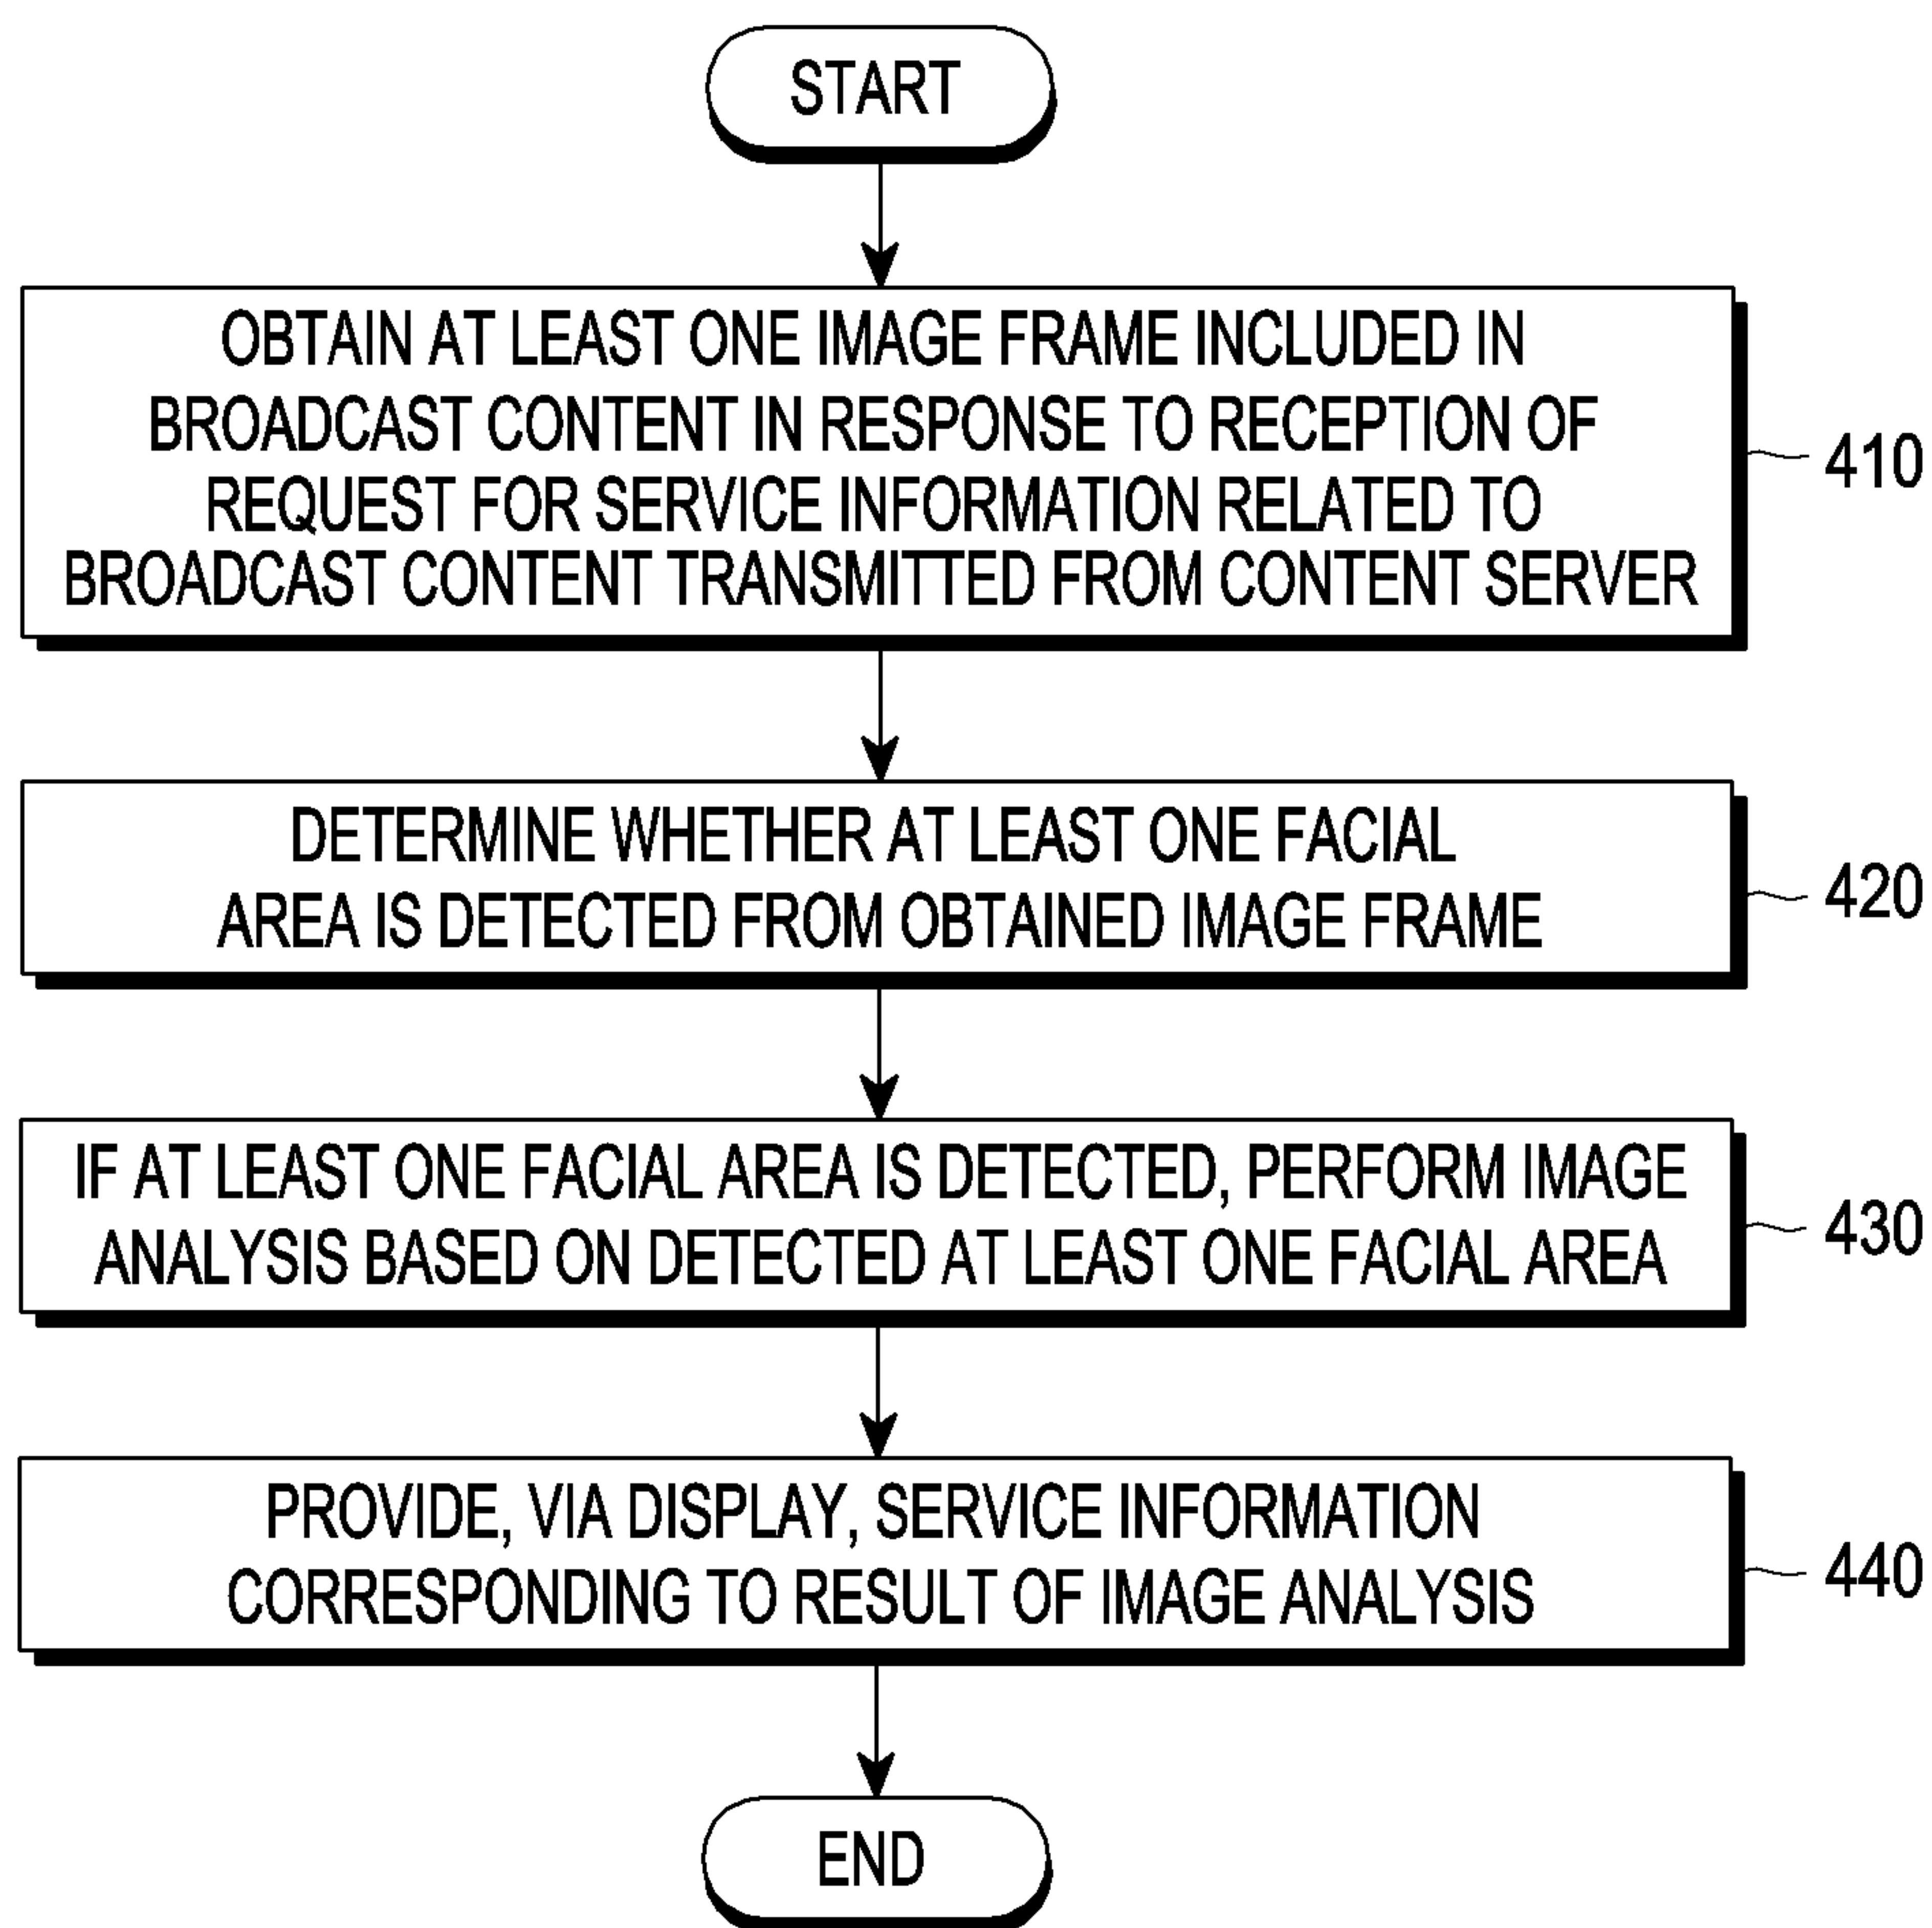 START
OBTAIN AT LEAST ONE IMAGE FRAME INCLUDED IN
BROADCAST CONTENT IN RESPONSE TO RECEPTION OF
REQUEST FOR SERVICE INFORMATION RELATED TO
BROADCAST CONTENT TRANSMITTED FROM CONTENT SERVER
410
DETERMINE WHETHER AT LEAST ONE FACIAL
AREA IS DETECTED FROM OBTAINED IMAGE FRAME
420
IF AT LEAST ONE FACIAL AREA IS DETECTED, PERFORM IMAGE
ANALYSIS BASED ON DETECTED AT LEAST ONE FACIAL AREA
430
PROVIDE, VIA DISPLAY, SERVICE INFORMATION
CORRESPONDING TO RESULT OF IMAGE ANALYSIS
440
END